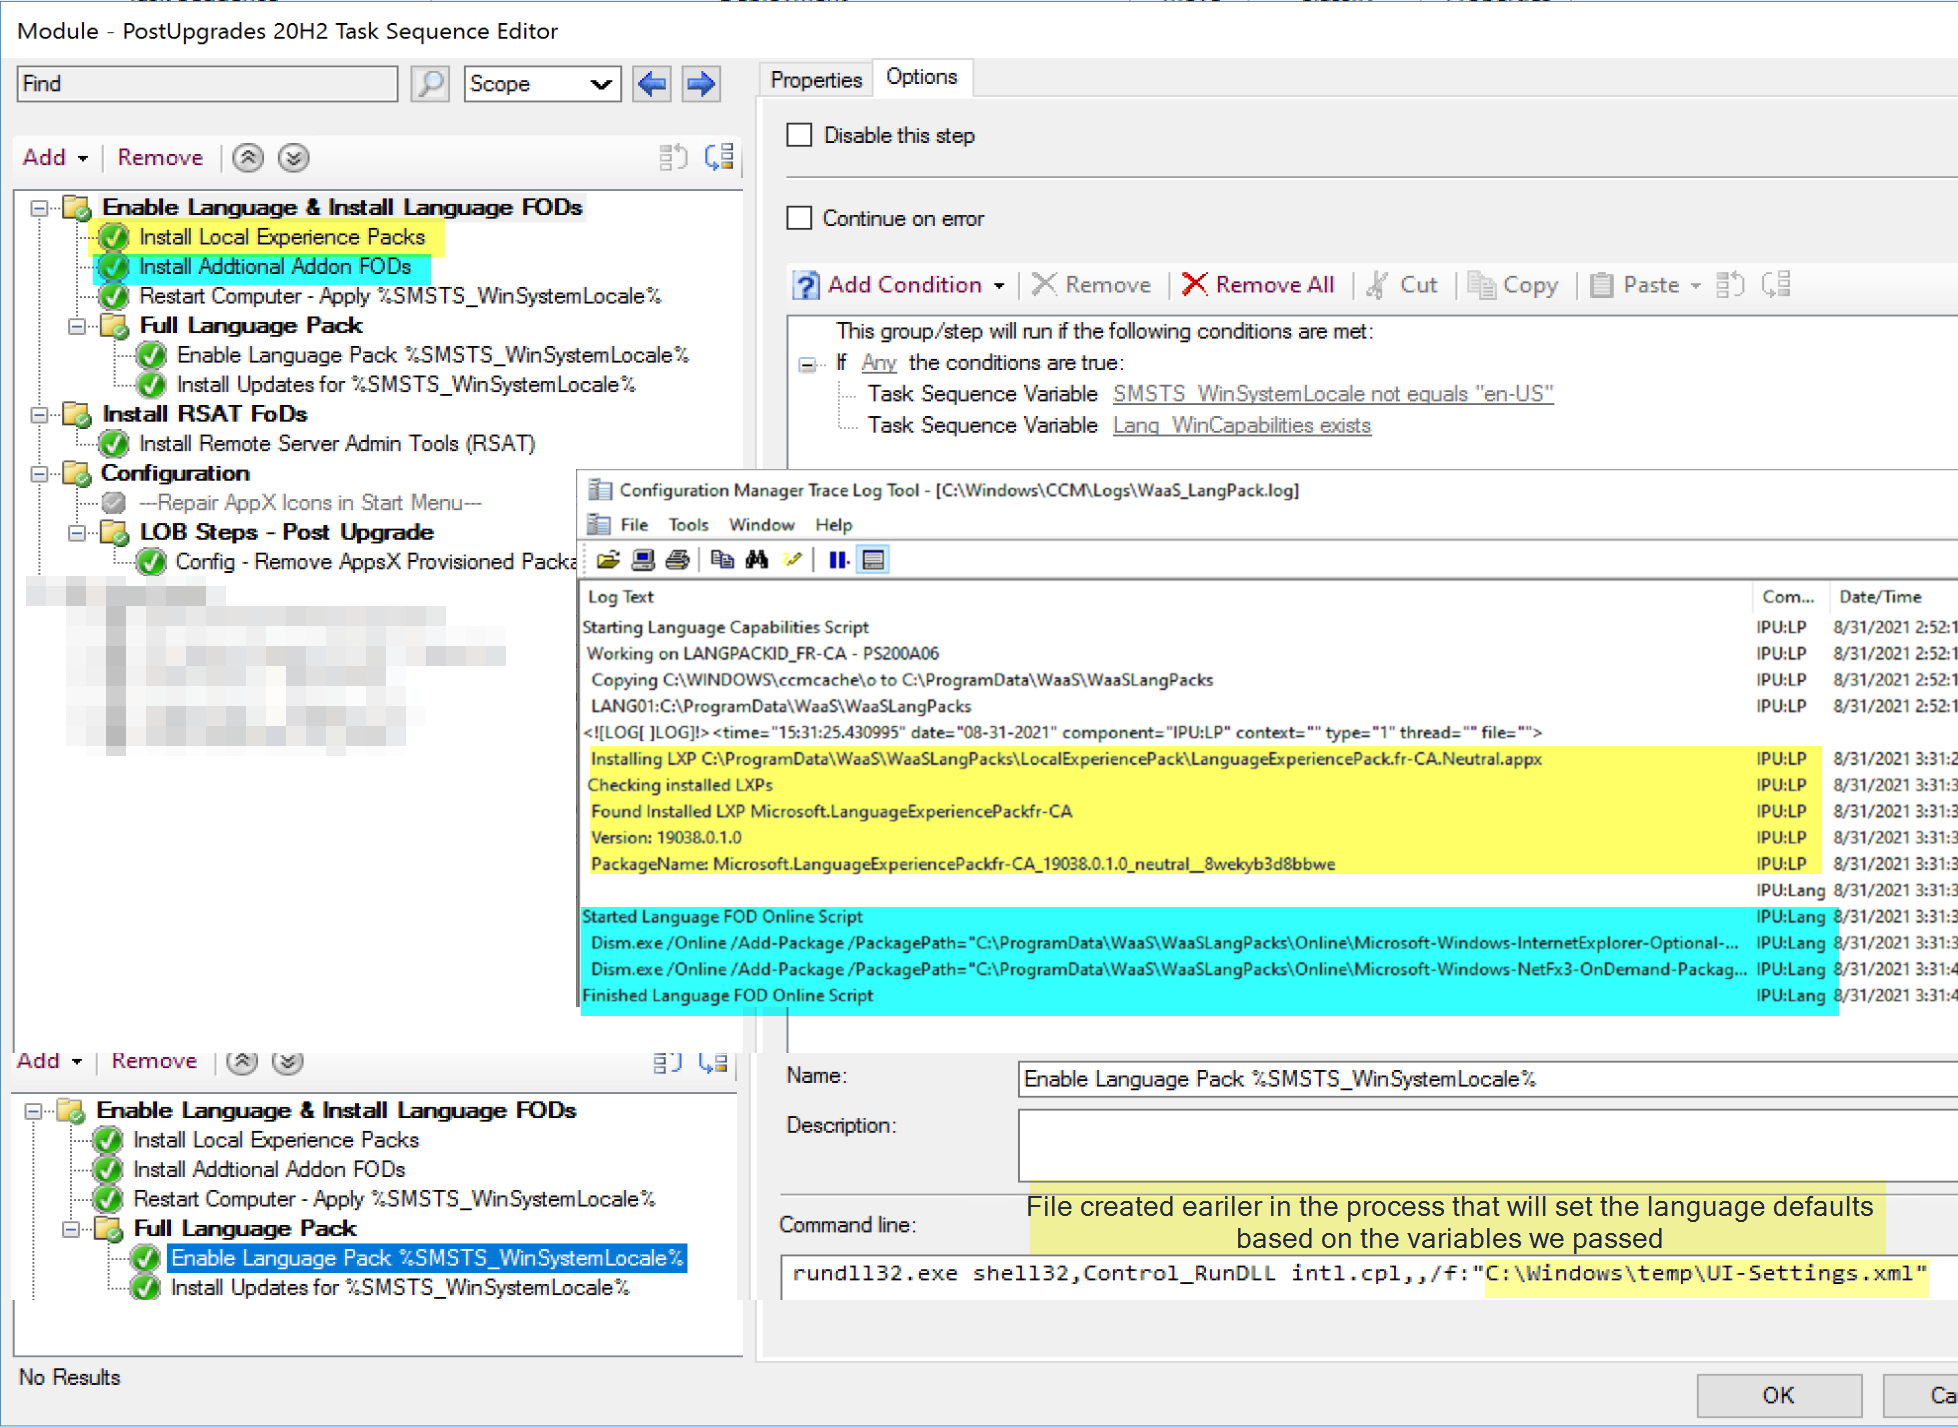 Module - PostUpgrades 20H2 Task Sequence Editor
Find
Scope
Properties
Options
Disable this step
Continue on error
Add
Remove
Add Condition
Remove
Remove All
Cut
Copy
Paste
Enable Language & Install Language FODs
Install Local Experience Packs
Install Addtional Addon FODs
Restart Computer - Apply %SMSTS_WinSystemLocale%
Full Language Pack
Enable Language Pack %SMSTS_WinSystemLocale%
Install Updates for %SMSTS_WinSystemLocale%
Install RSAT FoDs
Install Remote Server Admin Tools (RSAT)
Configuration
---Repair AppX Icons in Start Menu---
LOB Steps - Post Upgrade
Config - Remove AppsX Provisioned Packa
This group/step will run if the following conditions are met:
If Any the conditions are true:
Task Sequence Variable SMSTS_WinSystemLocale not equals "en-US"
Task Sequence Variable Lang_WinCapabilities exists
Configuration Manager Trace Log Tool - [C:\Windows\CCM\Logs\WaaS_LangPack.log]
File Tools Window Help
Log Text Com... Date/Time
Starting Language Capabilities Script IPU:LP 8/31/2021 2:52:1
Working on LANGPACKID_FR-CA - PS200A06 IPU:LP 8/31/2021 2:52:1
Copying C:\WINDOWS\ccmcache\o to C:\ProgramData\WaaS\WaaSLangPacks IPU:LP 8/31/2021 2:52:1
LANG01:C:\ProgramData\WaaS\WaaSLangPacks IPU:LP 8/31/2021 2:52:1
<![LOG[ ]LOG]!><time="15:31:25.430995" date="08-31-2021" component="IPU:LP" context="" type="1" thread="" file="">
Installing LXP C:\ProgramData\WaaS\WaaSLangPacks\LocalExperiencePack\LanguageExperiencePack.fr-CA.Neutral.appx IPU:LP 8/31/2021 3:31:2
Checking installed LXPs IPU:LP 8/31/2021 3:31:3
Found Installed LXP Microsoft.LanguageExperiencePackfr-CA IPU:LP 8/31/2021 3:31:3
Version: 19038.0.1.0 IPU:LP 8/31/2021 3:31:3
PackageName: Microsoft.LanguageExperiencePackfr-CA_19038.0.1.0_neutral__8wekyb3d8bbwe IPU:LP 8/31/2021 3:31:3
IPU:Lang 8/31/2021 3:31:3
Started Language FOD Online Script IPU:Lang 8/31/2021 3:31:3
Dism.exe /Online /Add-Package /PackagePath="C:\ProgramData\WaaS\WaaSLangPacks\Online\Microsoft-Windows-InternetExplorer-Optional-... IPU:Lang 8/31/2021 3:31:3
Dism.exe /Online /Add-Package /PackagePath="C:\ProgramData\WaaS\WaaSLangPacks\Online\Microsoft-Windows-NetFx3-OnDemand-Packag... IPU:Lang 8/31/2021 3:31:4
Finished Language FOD Online Script IPU:Lang 8/31/2021 3:31:4
Add
Remove
Enable Language & Install Language FODs
Install Local Experience Packs
Install Addtional Addon FODs
Restart Computer - Apply %SMSTS_WinSystemLocale%
Full Language Pack
Enable Language Pack %SMSTS_WinSystemLocale%
Install Updates for %SMSTS_WinSystemLocale%
Name: Enable Language Pack %SMSTS_WinSystemLocale%
Description:
File created eariler in the process that will set the language defaults
based on the variables we passed
Command line:
rundll32.exe shell32,Control_RunDLL intl.cpl,,/f:"C:\Windows\temp\UI-Settings.xml"
No Results
OK
Ca